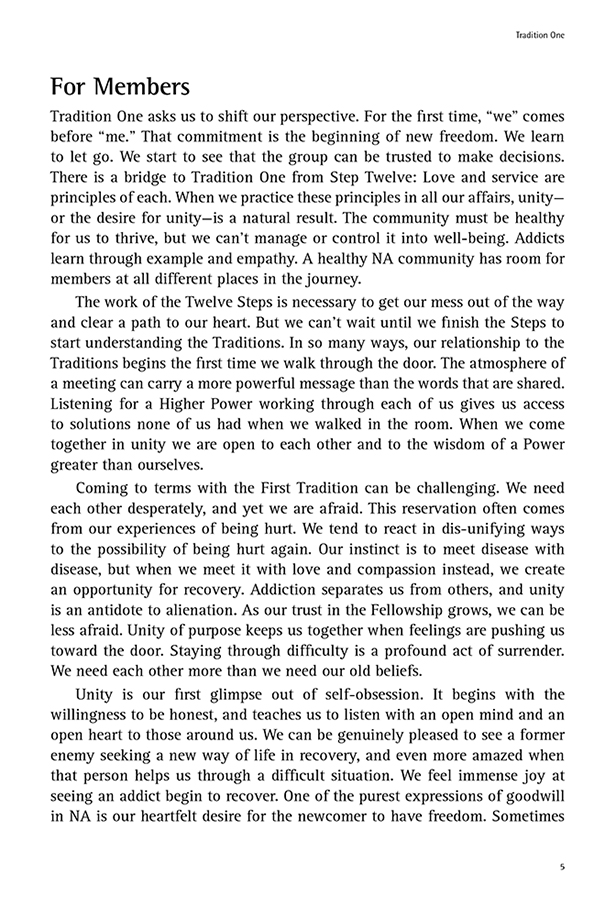 Tradition One
For Members
Tradition One asks us to shift our perspective. For the first time, “we” comes
before “me.” That commitment is the beginning of new freedom. We learn
to let go. We start to see that the group can be trusted to make decisions.
There is a bridge to Tradition One from Step Twelve: Love and service are
principles of each. When we practice these principles in all our affairs, unity—
or the desire for unity—is a natural result. The community must be healthy
for us to thrive, but we can’t manage or control it into well-being. Addicts
learn through example and empathy. A healthy NA community has room for
members at all different places in the journey.
The work of the Twelve Steps is necessary to get our mess out of the way
and clear a path to our heart. But we can’t wait until we finish the Steps to
start understanding the Traditions. In so many ways, our relationship to the
Traditions begins the first time we walk through the door. The atmosphere of
a meeting can carry a more powerful message than the words that are shared.
Listening for a Higher Power working through each of us gives us access
to solutions none of us had when we walked in the room. When we come
together in unity we are open to each other and to the wisdom of a Power
greater than ourselves.
Coming to terms with the First Tradition can be challenging. We need
each other desperately, and yet we are afraid. This reservation often comes
from our experiences of being hurt. We tend to react in dis-unifying ways
to the possibility of being hurt again. Our instinct is to meet disease with
disease, but when we meet it with love and compassion instead, we create
an opportunity for recovery. Addiction separates us from others, and unity
is an antidote to alienation. As our trust in the Fellowship grows, we can be
less afraid. Unity of purpose keeps us together when feelings are pushing us
toward the door. Staying through difficulty is a profound act of surrender.
We need each other more than we need our old beliefs.
Unity is our first glimpse out of self-obsession. It begins with the
willingness to be honest, and teaches us to listen with an open mind and an
open heart to those around us. We can be genuinely pleased to see a former
enemy seeking a new way of life in recovery, and even more amazed when
that person helps us through a difficult situation. We feel immense joy at
seeing an addict begin to recover. One of the purest expressions of goodwill
in NA is our heartfelt desire for the newcomer to have freedom. Sometimes
5